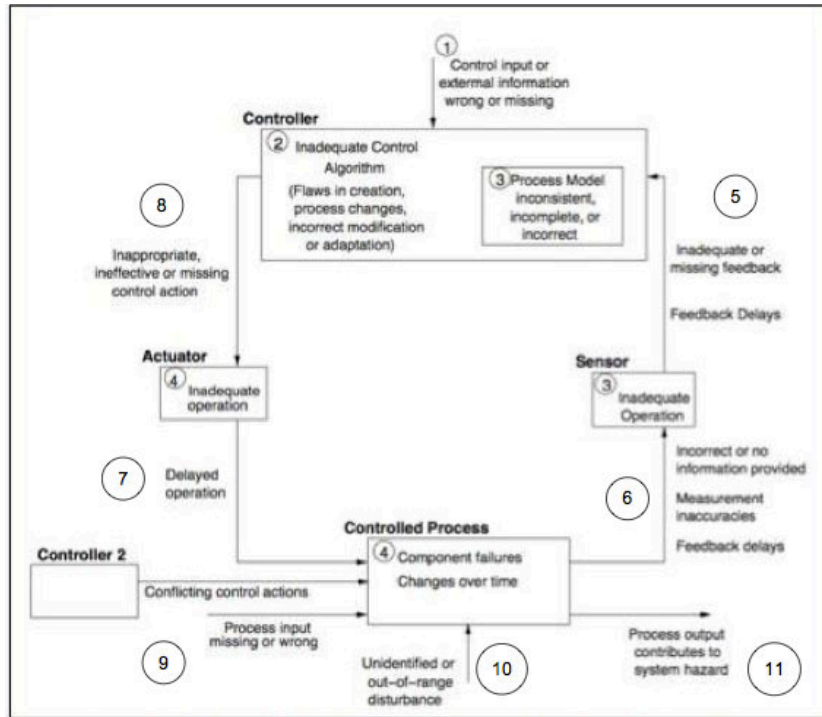 1
Control input or
extermal information
wrong or missing
Controller
2
Inadequate Control
Algorithm
(Flaws in creation,
process changes,
incorrect modification
or adaptation)
3
Process Model
inconsistent,
incomplete, or
incorrect
8
5
Inappropriate,
ineffective or missing
control action
Inadequate or
missing feedback
Feedback Delays
Actuator
4
Inadequate
operation
Sensor
3
Inadequate
Operation
7
Delayed
operation
6
Incorrect or no
information provided
Measurement
inaccuracies
Feedback delays
Controlled Process
4
Component failures
Changes over time
Controller 2
Conflicting control actions
Process input
missing or wrong
9
Unidentified or
out-of-range
disturbance
10
Process output
contributes to
system hazard
11